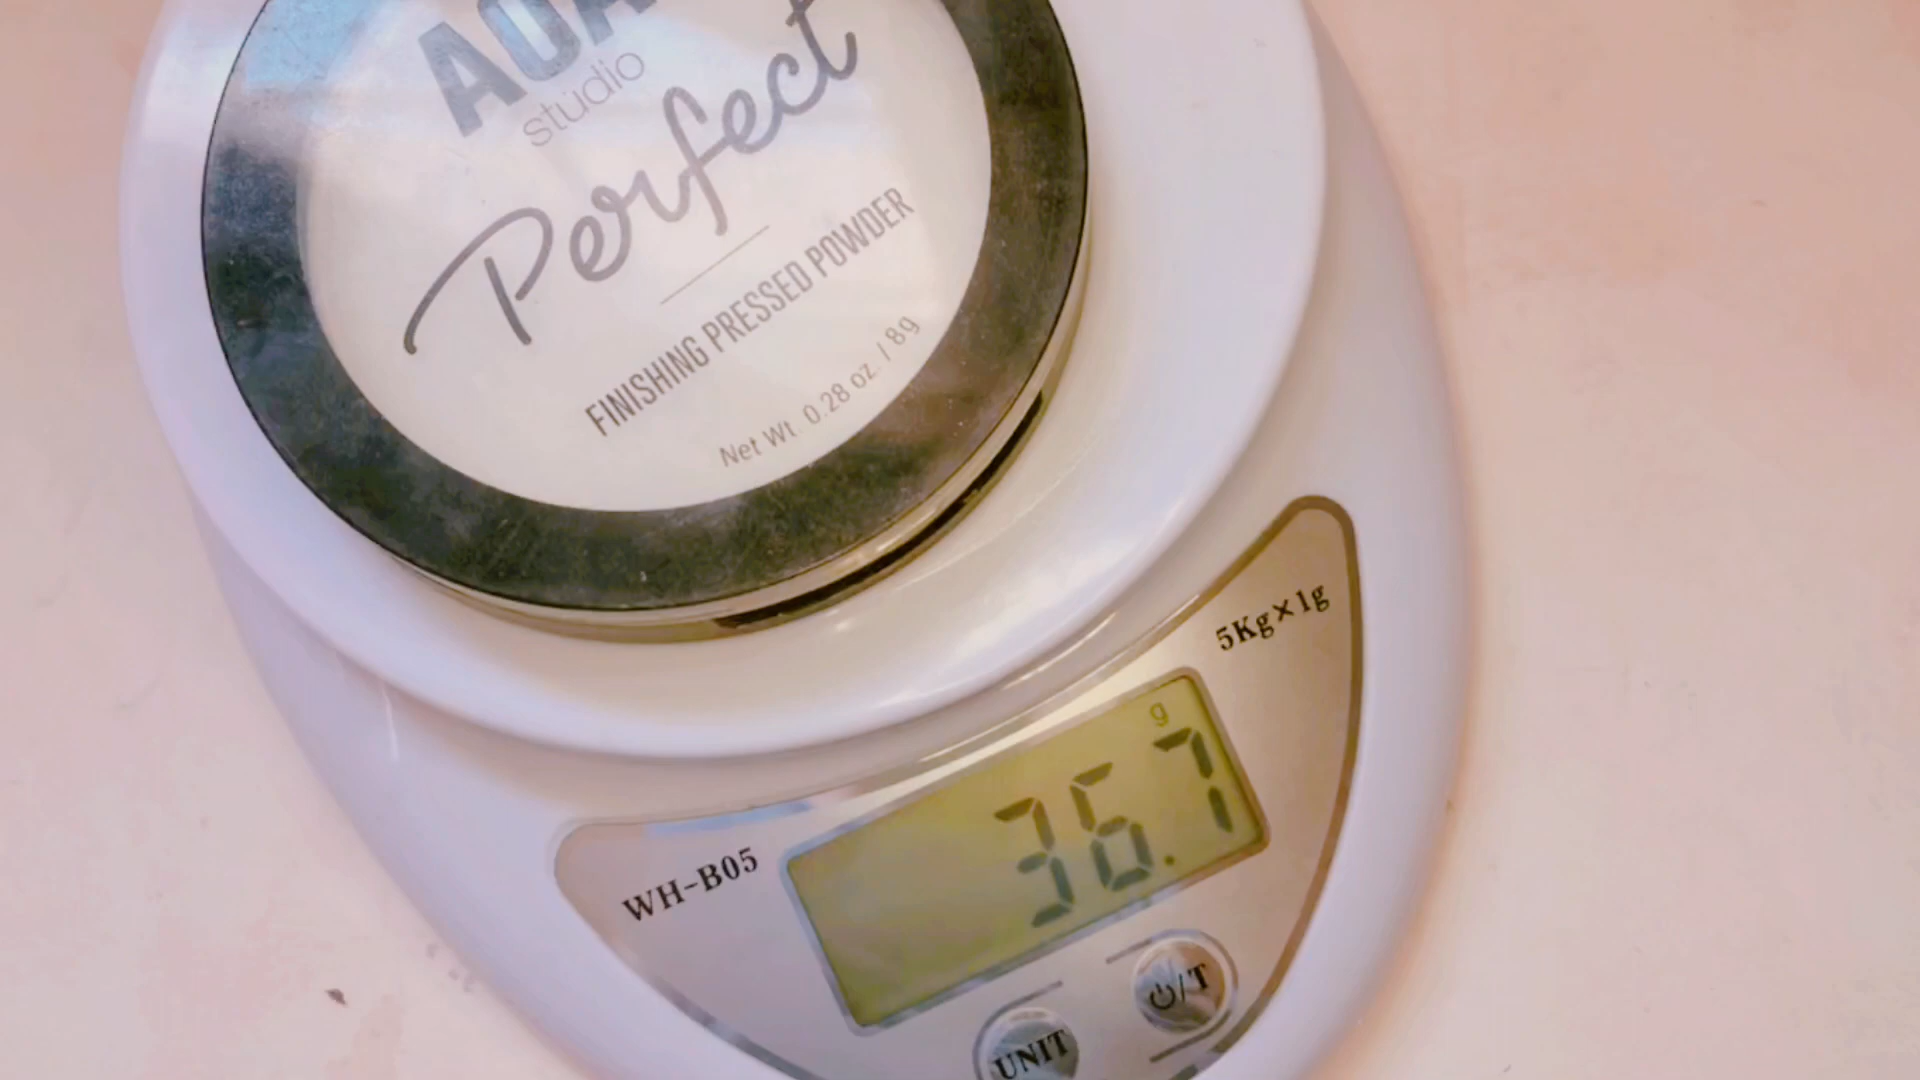 AOA
studio
Perfect
FINISHING PRESSED POWDER
Net Wt. 0.28 oz. / 8g
5Kg×1g
g
36.7
WH-B05
⏻/T
UNIT